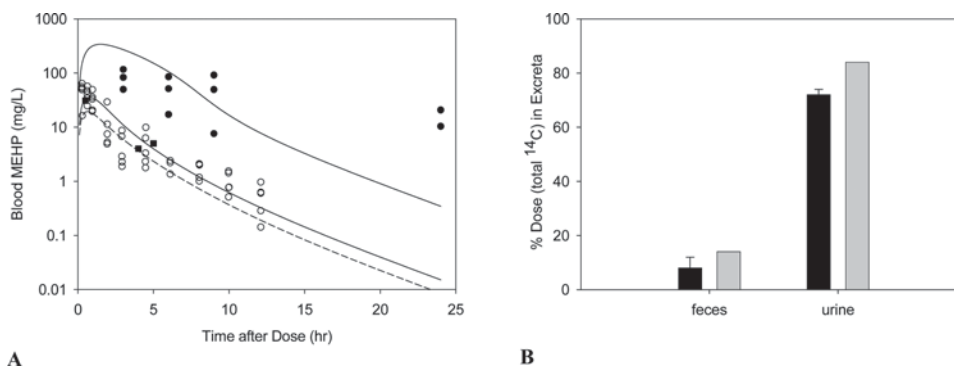 1000
100
10
1
0.1
0.01
Blood MEHP (mg/L)
0 5 10 15 20 25
Time after Dose (hr)
A
100
80
60
40
20
0
% Dose (total ¹⁴C) in Excreta
feces urine
B